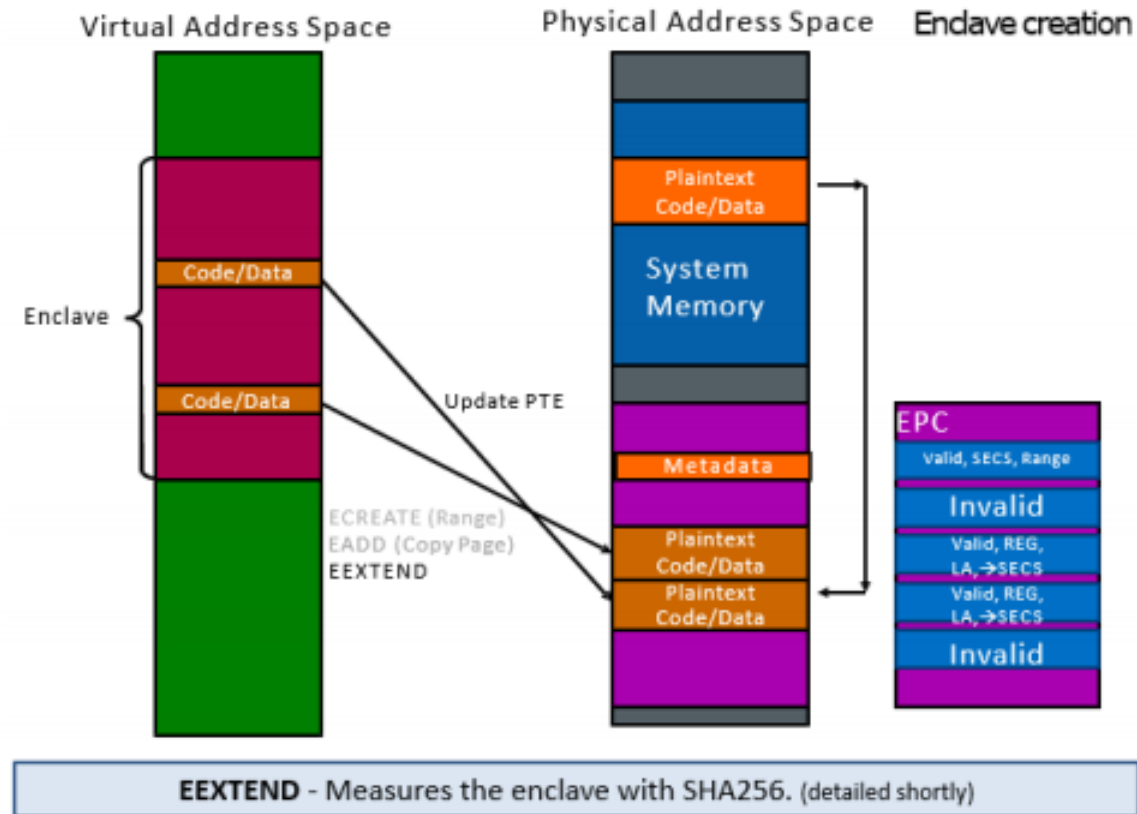 Virtual Address Space
Physical Address Space
Enclave creation
Plaintext
Code/Data
Code/Data
System
Memory
Enclave
Code/Data
Update PTE
EPC
Valid, SECS, Range
Metadata
Invalid
ECREATE (Range)
EADD (Copy Page)
EEXTEND
Plaintext
Code/Data
Valid, REG,
LA,→SECS
Plaintext
Code/Data
Valid, REG,
LA,→SECS
Invalid
EEXTEND - Measures the enclave with SHA256. (detailed shortly)